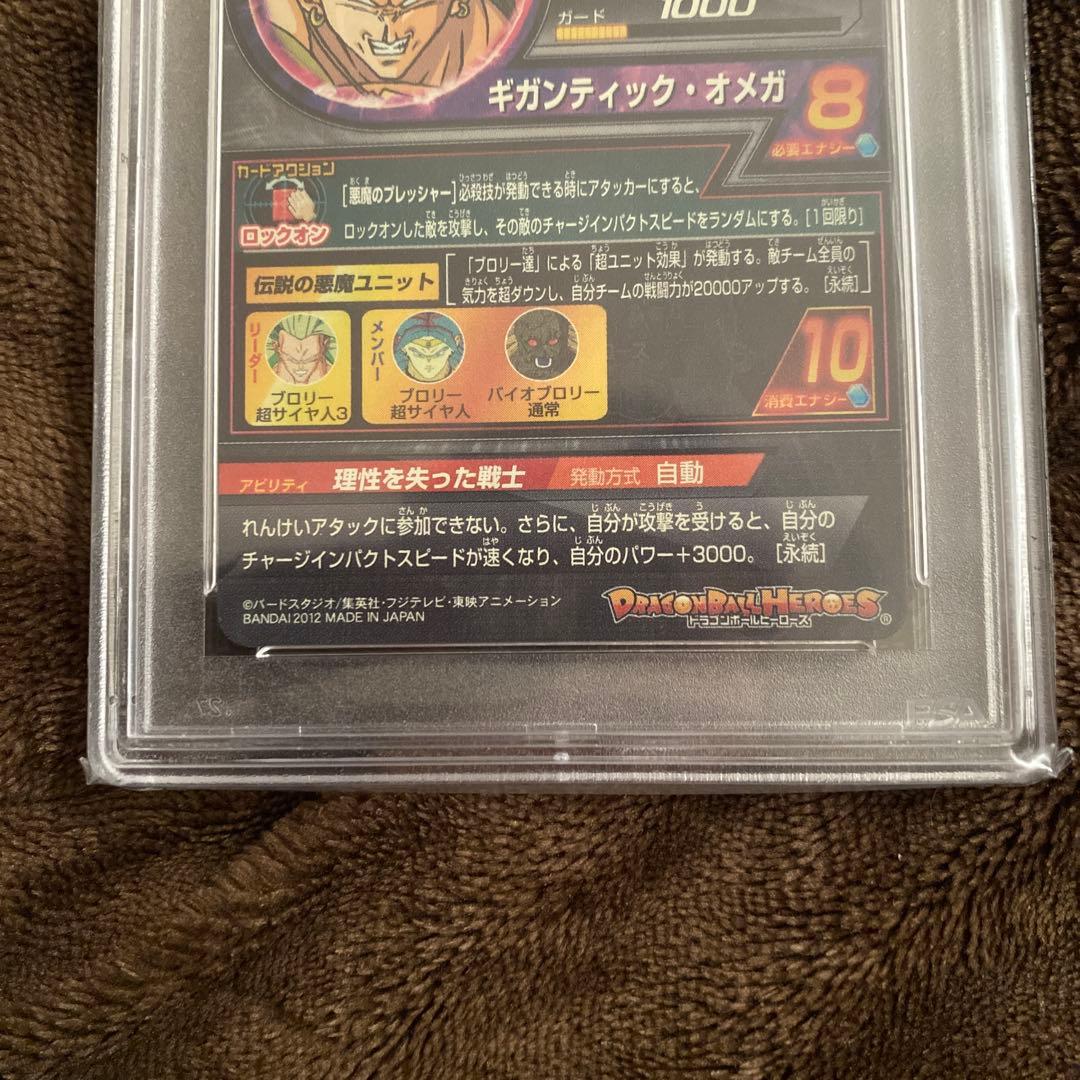 ガード 1000
ギガンティック・オメガ 8
必要エナジー
カードアクション
ロックオン
[悪魔のプレッシャー]必殺技が発動できる時にアタッカーにすると、
ロックオンした敵を攻撃し、その敵のチャージインパクトスピードをランダムにする。[1回限り]
伝説の悪魔ユニット
「ブロリー達」による「超ユニット効果」が発動する。敵チーム全員の
気力を超ダウンし、自分チームの戦闘力が20000アップする。[永続]
リーダー
ブロリー
超サイヤ人3
メンバー
ブロリー
超サイヤ人
バイオブロリー
通常
10
消費エナジー
アビリティ 理性を失った戦士 発動方式 自動
れんけいアタックに参加できない。さらに、自分が攻撃を受けると、自分の
チャージインパクトスピードが速くなり、自分のパワー+3000。[永続]
©バードスタジオ/集英社・フジテレビ・東映アニメーション
BANDAI 2012 MADE IN JAPAN
DRAGONBALL HEROES
ドラゴンボールヒーローズ
®
PSA